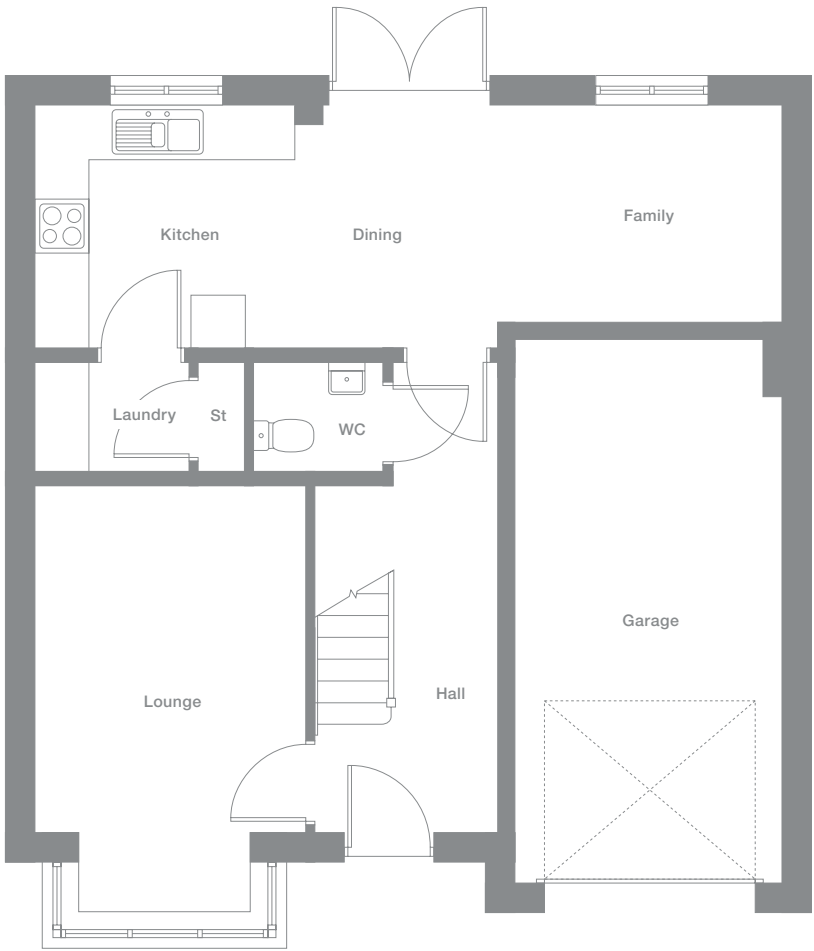 Family
Kitchen
Dining
Laundry
St
WC
Garage
Lounge
Hall